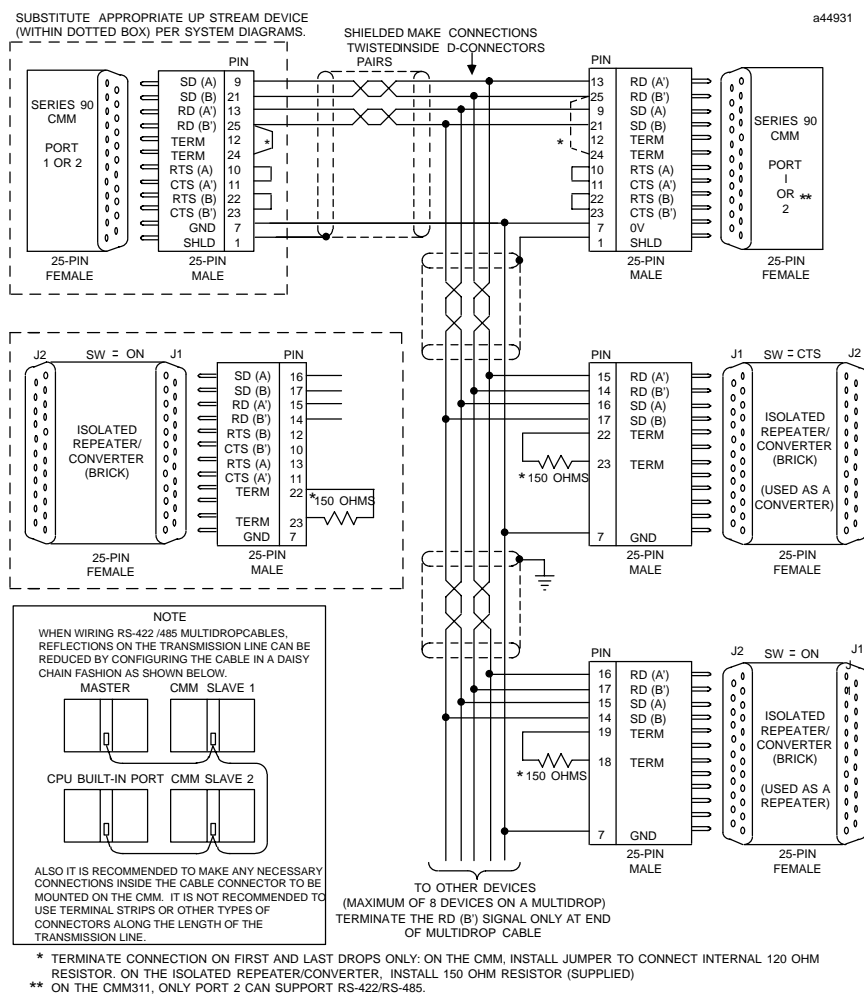 SUBSTITUTE APPROPRIATE UP STREAM DEVICE
(WITHIN DOTTED BOX) PER SYSTEM DIAGRAMS.
SHIELDED MAKE CONNECTIONS
TWISTEDINSIDE D-CONNECTORS
PAIRS
a44931
PIN
SERIES 90
CMM
PORT
1 OR 2
SD (A) 9
SD (B) 21
RD (A') 13
RD (B') 25
TERM 12
TERM 24
RTS (A) 10
CTS (A') 11
RTS (B) 22
CTS (B') 23
GND 7
SHLD 1
*
25-PIN
FEMALE
25-PIN
MALE
PIN
13 RD (A')
25 RD (B')
9 SD (A)
21 SD (B)
12 TERM
24 TERM
10 RTS (A)
11 CTS (A')
22 RTS (B)
23 CTS (B')
7 0V
1 SHLD
*
SERIES 90
CMM
PORT
I
OR **
2
25-PIN
MALE
25-PIN
FEMALE
J2 SW = ON J1
PIN
ISOLATED
REPEATER/
CONVERTER
(BRICK)
SD (A) 16
SD (B) 17
RD (A') 15
RD (B') 14
RTS (B) 12
CTS (B') 10
RTS (A) 13
CTS (A') 11
TERM 22
*150 OHMS
TERM 23
GND 7
25-PIN
FEMALE
25-PIN
MALE
PIN
15 RD (A')
14 RD (B')
16 SD (A)
17 SD (B)
22 TERM
23 TERM
*150 OHMS
7 GND
J1 SW = CTS J2
ISOLATED
REPEATER/
CONVERTER
(BRICK)
(USED AS A
CONVERTER)
25-PIN
MALE
25-PIN
FEMALE
NOTE
WHEN WIRING RS-422 /485 MULTIDROPCABLES,
REFLECTIONS ON THE TRANSMISSION LINE CAN BE
REDUCED BY CONFIGURING THE CABLE IN A DAISY
CHAIN FASHION AS SHOWN BELOW.
MASTER CMM SLAVE 1
CPU BUILT-IN PORT CMM SLAVE 2
ALSO IT IS RECOMMENDED TO MAKE ANY NECESSARY
CONNECTIONS INSIDE THE CABLE CONNECTOR TO BE
MOUNTED ON THE CMM. IT IS NOT RECOMMENDED TO
USE TERMINAL STRIPS OR OTHER TYPES OF
CONNECTORS ALONG THE LENGTH OF THE
TRANSMISSION LINE.
PIN
16 RD (A')
17 RD (B')
15 SD (A)
14 SD (B)
19 TERM
18 TERM
*150 OHMS
7 GND
J2 SW = ON J1
J
1
ISOLATED
REPEATER/
CONVERTER
(BRICK)
(USED AS A
REPEATER)
25-PIN
MALE
25-PIN
FEMALE
TO OTHER DEVICES
(MAXIMUM OF 8 DEVICES ON A MULTIDROP)
TERMINATE THE RD (B') SIGNAL ONLY AT END
OF MULTIDROP CABLE
* TERMINATE CONNECTION ON FIRST AND LAST DROPS ONLY: ON THE CMM, INSTALL JUMPER TO CONNECT INTERNAL 120 OHM
RESISTOR. ON THE ISOLATED REPEATER/CONVERTER, INSTALL 150 OHM RESISTOR (SUPPLIED)
** ON THE CMM311, ONLY PORT 2 CAN SUPPORT RS-422/RS-485.